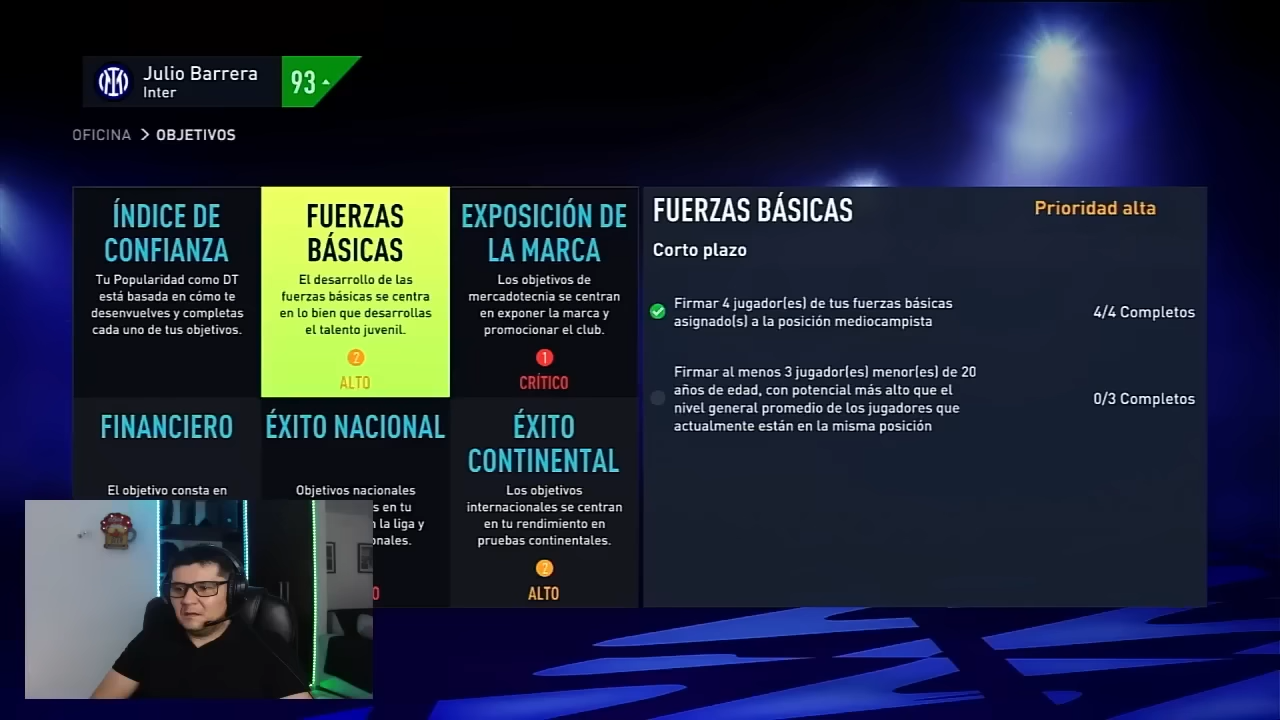 Julio Barrera
Inter
93
OFICINA > OBJETIVOS
ÍNDICE DE
CONFIANZA
Tu Popularidad como DT
está basada en cómo te
desenvuelves y completas
cada uno de tus objetivos.
FUERZAS
BÁSICAS
El desarrollo de las
fuerzas básicas se centra
en lo bien que desarrollas
el talento juvenil.
2
ALTO
EXPOSICIÓN DE
LA MARCA
Los objetivos de
mercadotecnia se centran
en exponer la marca y
promocionar el club.
1
CRÍTICO
FINANCIERO
El objetivo consta en
ÉXITO NACIONAL
Objetivos nacionales
s en tu
n la liga y
onales.
O
ÉXITO
CONTINENTAL
Los objetivos
internacionales se centran
en tu rendimiento en
pruebas continentales.
2
ALTO
FUERZAS BÁSICAS
Prioridad alta
Corto plazo
Firmar 4 jugador(es) de tus fuerzas básicas
asignado(s) a la posición mediocampista
4/4 Completos
Firmar al menos 3 jugador(es) menor(es) de 20
años de edad, con potencial más alto que el
nivel general promedio de los jugadores que
actualmente están en la misma posición
0/3 Completos